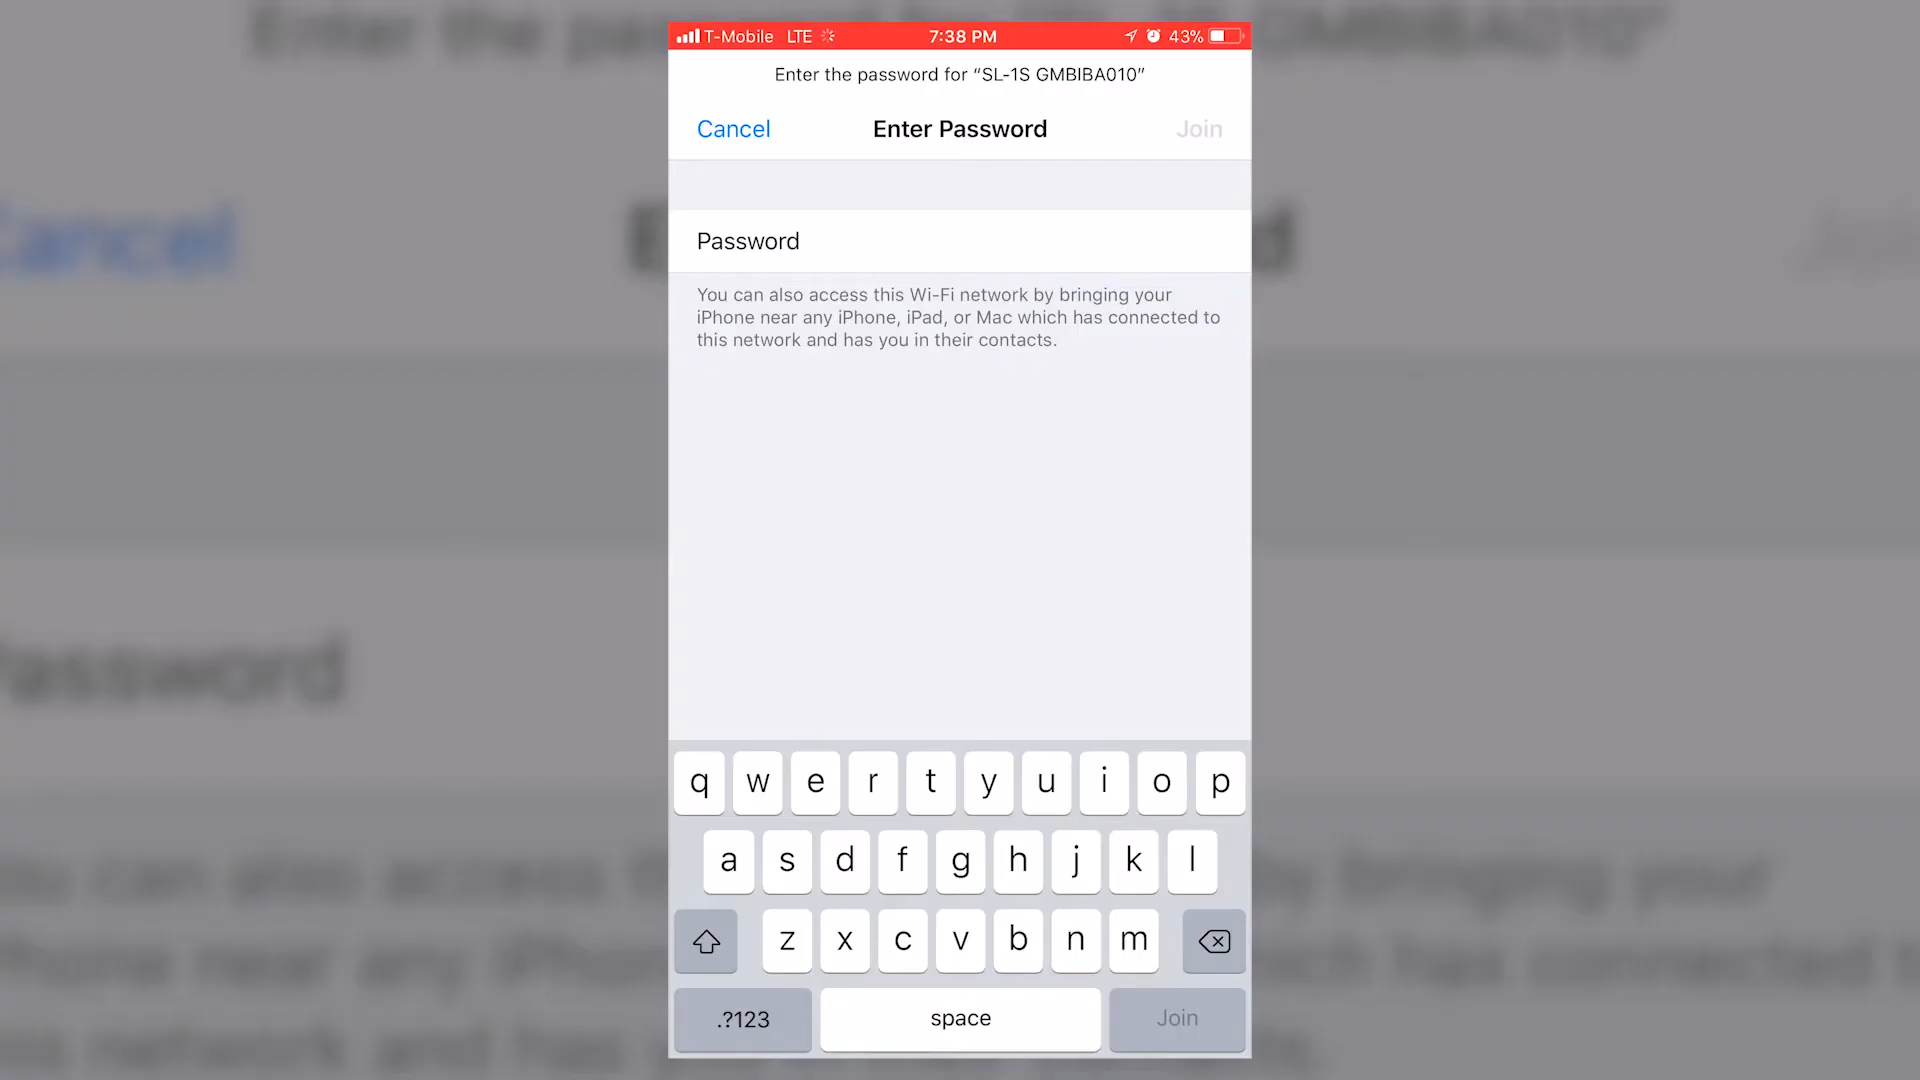 T-Mobile LTE 7:38 PM 43%
Enter the password for “SL-1S GMBIBA010”
Cancel Enter Password Join
Password
You can also access this Wi-Fi network by bringing your
iPhone near any iPhone, iPad, or Mac which has connected to
this network and has you in their contacts.
q w e r t y u i o p
a s d f g h j k l
z x c v b n m
.?123 space Join